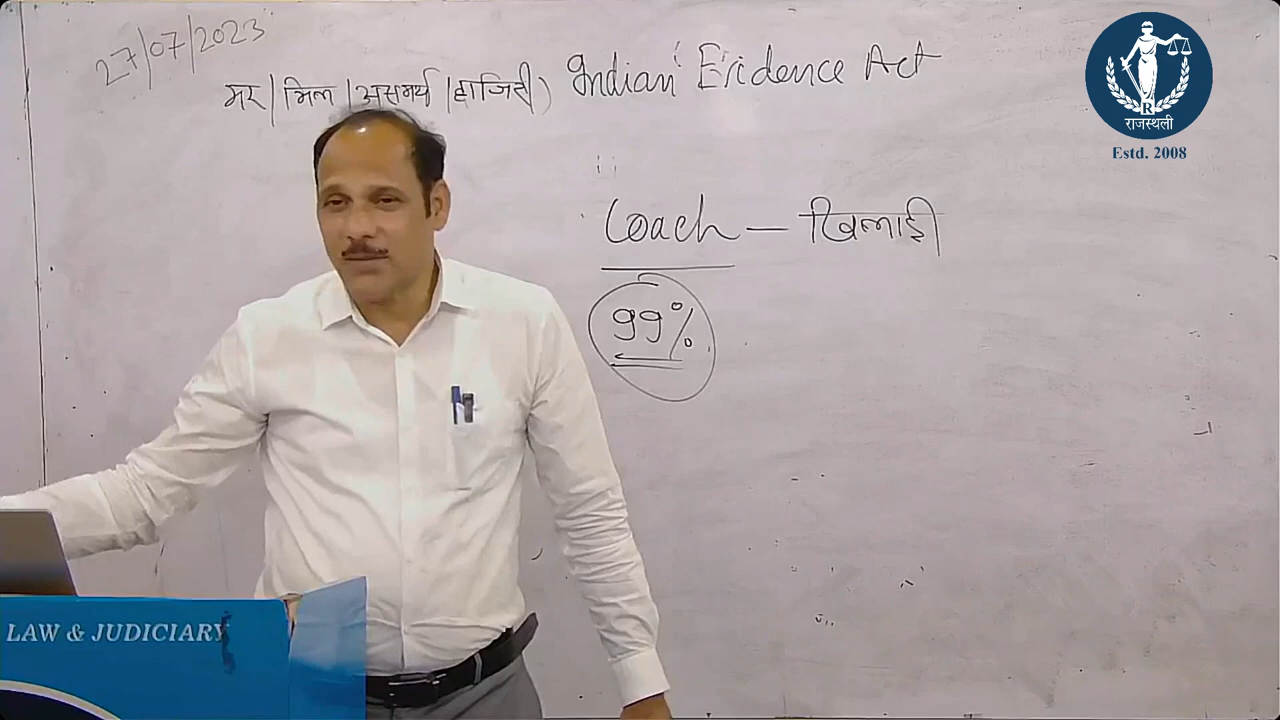 27/07/2023
मर/मिल/असमर्थ/हाजिरी) Indian Evidence Act
Coach — खिलाड़ी
99%
LAW & JUDICIARY
R
राजस्थली
Estd. 2008